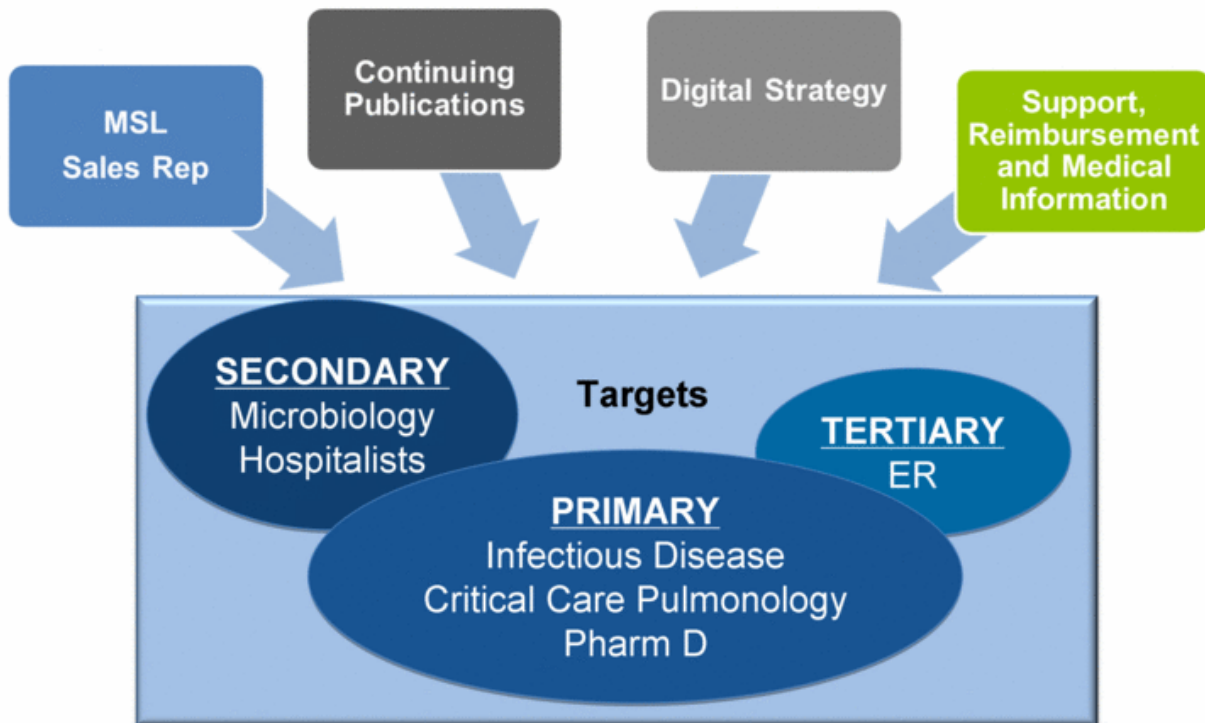 MSL
Sales Rep
Continuing
Publications
Digital Strategy
Support,
Reimbursement
and Medical
Information
Targets
SECONDARY
Microbiology
Hospitalists
TERTIARY
ER
PRIMARY
Infectious Disease
Critical Care Pulmonology
Pharm D